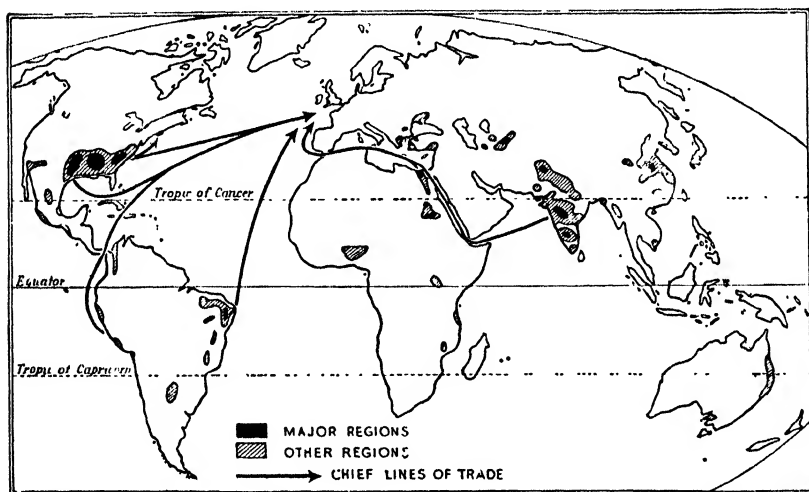 Tropic of Cancer
Equator
Tropic of Capricorn
MAJOR REGIONS
OTHER REGIONS
CHIEF LINES OF TRADE